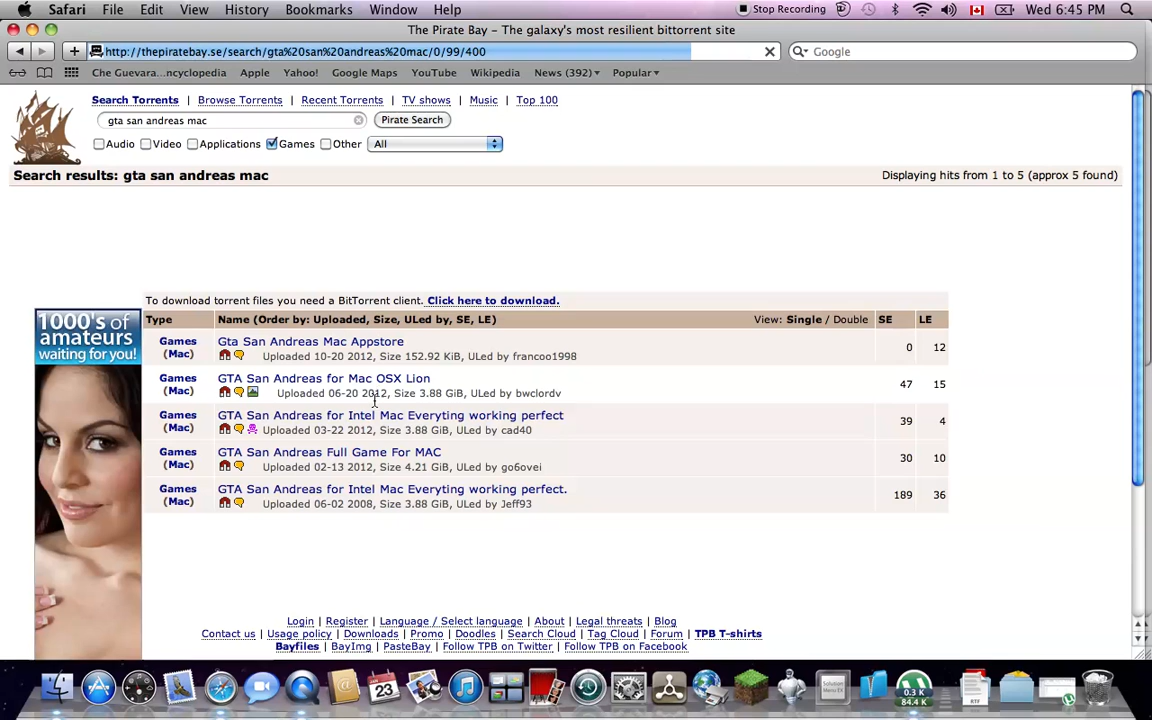 Safari File Edit View History Bookmarks Window Help Stop Recording Wed 6:45 PM
The Pirate Bay – The galaxy's most resilient bittorrent site
http://thepiratebay.se/search/gta%20san%20andreas%20mac/0/99/400 Google
Che Guevara...ncyclopedia Apple Yahoo! Google Maps YouTube Wikipedia News (392) Popular
Search Torrents | Browse Torrents | Recent Torrents | TV shows | Music | Top 100
gta san andreas mac Pirate Search
Audio Video Applications Games Other All
Search results: gta san andreas mac Displaying hits from 1 to 5 (approx 5 found)
To download torrent files you need a BitTorrent client. Click here to download.
1000's of
amateurs
waiting for you!
Type Name (Order by: Uploaded, Size, ULed by, SE, LE) View: Single / Double SE LE
Games
(Mac)
Gta San Andreas Mac Appstore
Uploaded 10-20 2012, Size 152.92 KiB, ULed by francoo1998
0 12
Games
(Mac)
GTA San Andreas for Mac OSX Lion
Uploaded 06-20 2012, Size 3.88 GiB, ULed by bwclordv
47 15
Games
(Mac)
GTA San Andreas for Intel Mac Everyting working perfect
Uploaded 03-22 2012, Size 3.88 GiB, ULed by cad40
39 4
Games
(Mac)
GTA San Andreas Full Game For MAC
Uploaded 02-13 2012, Size 4.21 GiB, ULed by go6ovei
30 10
Games
(Mac)
GTA San Andreas for Intel Mac Everyting working perfect.
Uploaded 06-02 2008, Size 3.88 GiB, ULed by Jeff93
189 36
Login | Register | Language / Select language | About | Legal threats | Blog
Contact us | Usage policy | Downloads | Promo | Doodles | Search Cloud | Tag Cloud | Forum | TPB T-shirts
Bayfiles | BayImg | PasteBay | Follow TPB on Twitter | Follow TPB on Facebook
23
0.3 K
84.4 K
RTF